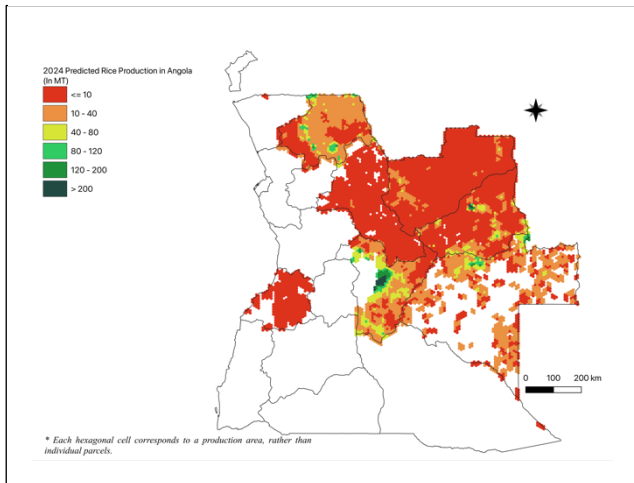 2024 Predicted Rice Production in Angola
(In MT)
<= 10
10 - 40
40 - 80
80 - 120
120 - 200
> 200
0 100 200 km
* Each hexagonal cell corresponds to a production area, rather than
individual parcels.